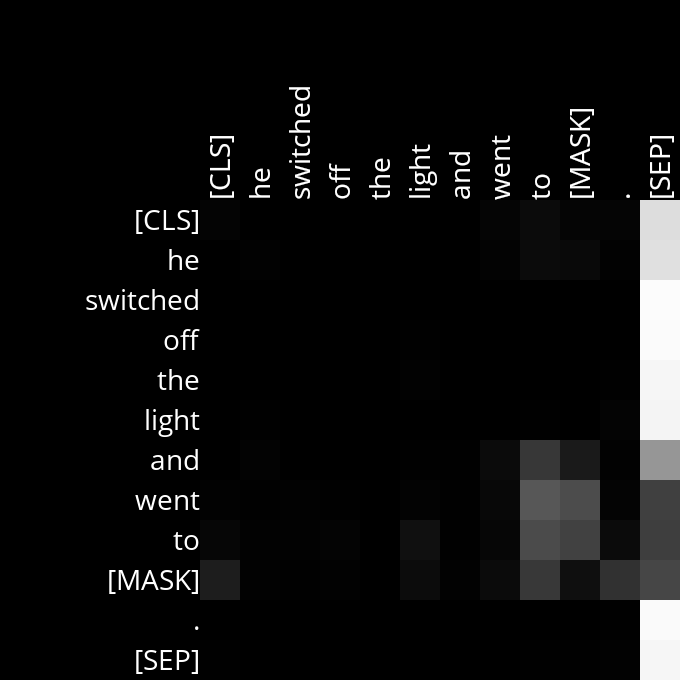 [CLS]
he
switched
off
the
light
and
went
to
[MASK]
.
[SEP]
[CLS]
he
switched
off
the
light
and
went
to
[MASK]
.
[SEP]